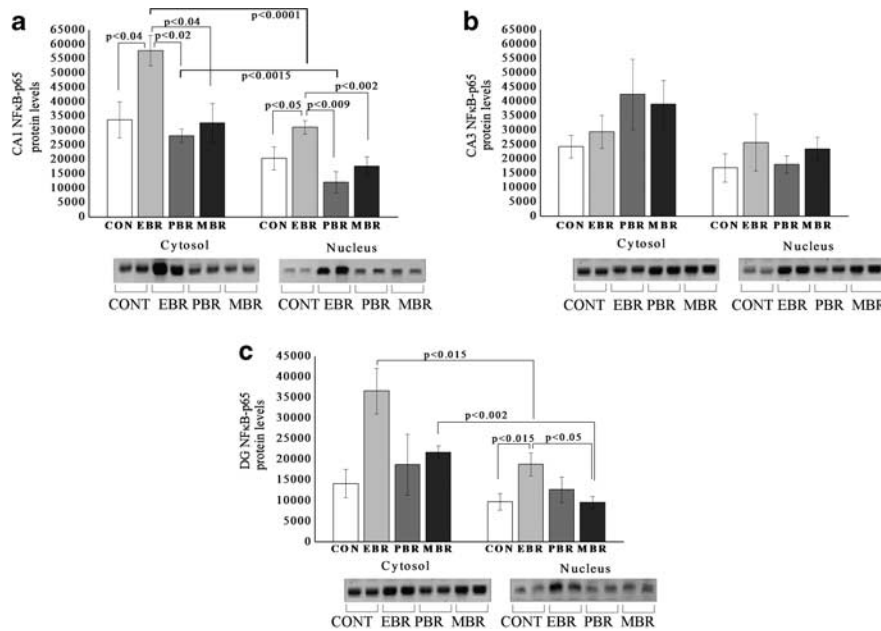 a
CA1 NFκB-p65
protein levels
65000
60000
55000
50000
45000
40000
35000
30000
25000
20000
15000
10000
5000
0
p<0.0001
p<0.04
p<0.04 p<0.02
p<0.0015
p<0.002
p<0.05 p<0.009
CON EBR PBR MBR CON EBR PBR MBR
Cytosol Nucleus
CONT EBR PBR MBR CONT EBR PBR MBR
b
CA3 NFκB-p65
protein levels
65000
60000
55000
50000
45000
40000
35000
30000
25000
20000
15000
10000
5000
0
CON EBR PBR MBR CON EBR PBR MBR
Cytosol Nucleus
CONT EBR PBR MBR CONT EBR PBR MBR
c
DG NFκB-p65
protein levels
45000
40000
35000
30000
25000
20000
15000
10000
5000
0
p<0.015
p<0.002
p<0.015 p<0.05
CON EBR PBR MBR CON EBR PBR MBR
Cytosol Nucleus
CONT EBR PBR MBR CONT EBR PBR MBR